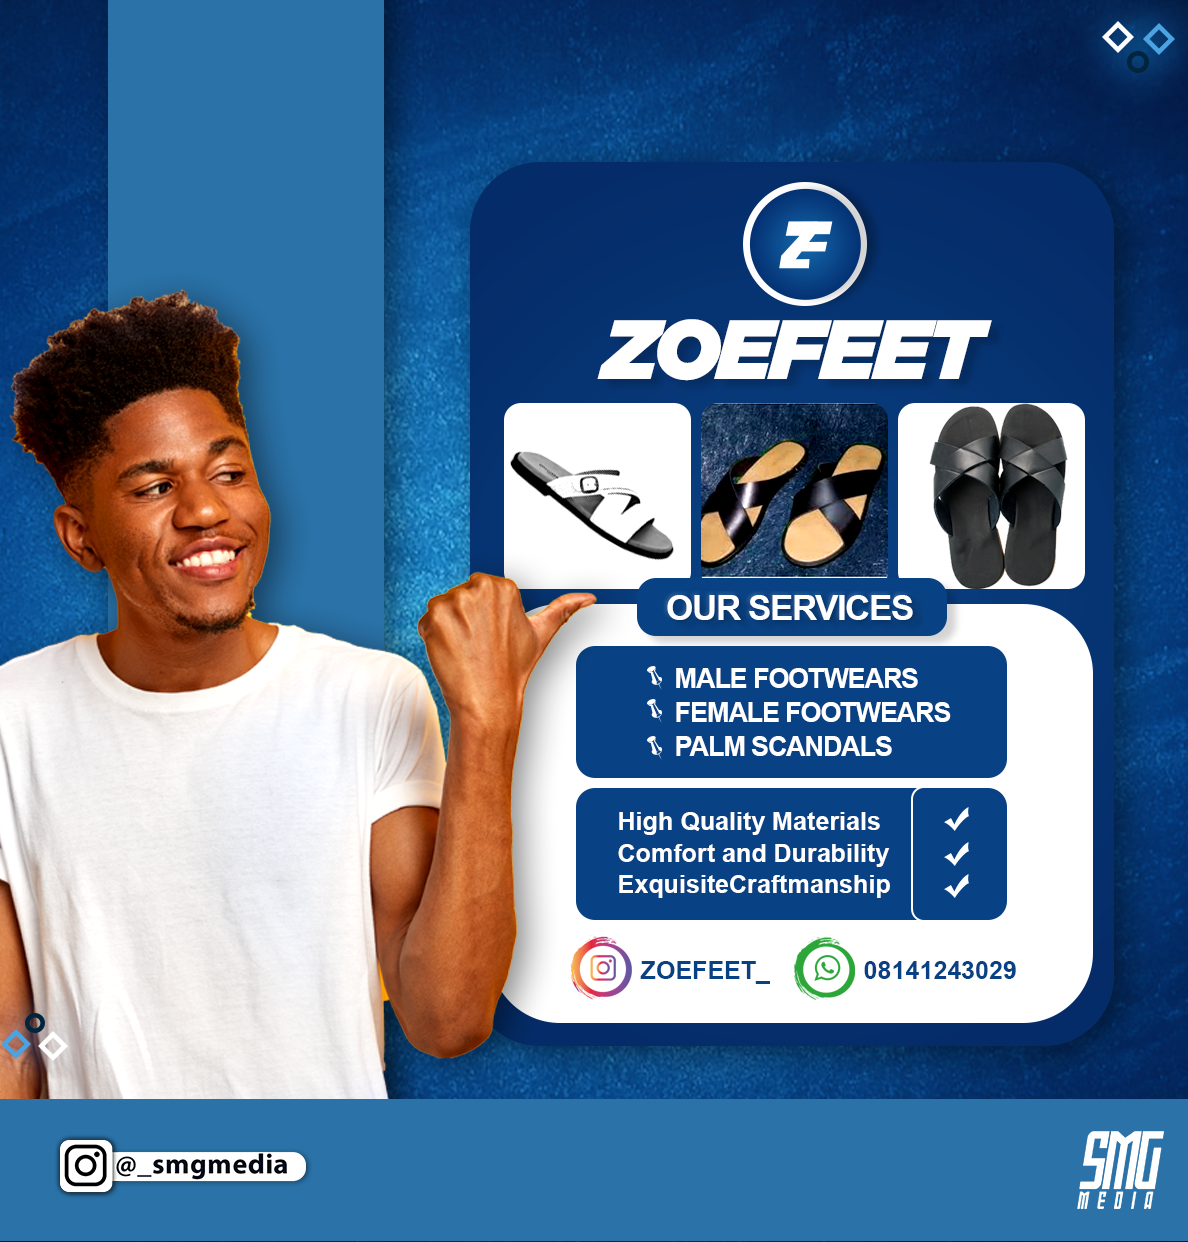 ZF
ZOEFEET
OUR SERVICES
MALE FOOTWEARS
FEMALE FOOTWEARS
PALM SCANDALS
High Quality Materials
Comfort and Durability
ExquisiteCraftmanship
ZOEFEET_
08141243029
@_smgmedia
SMG
MEDIA